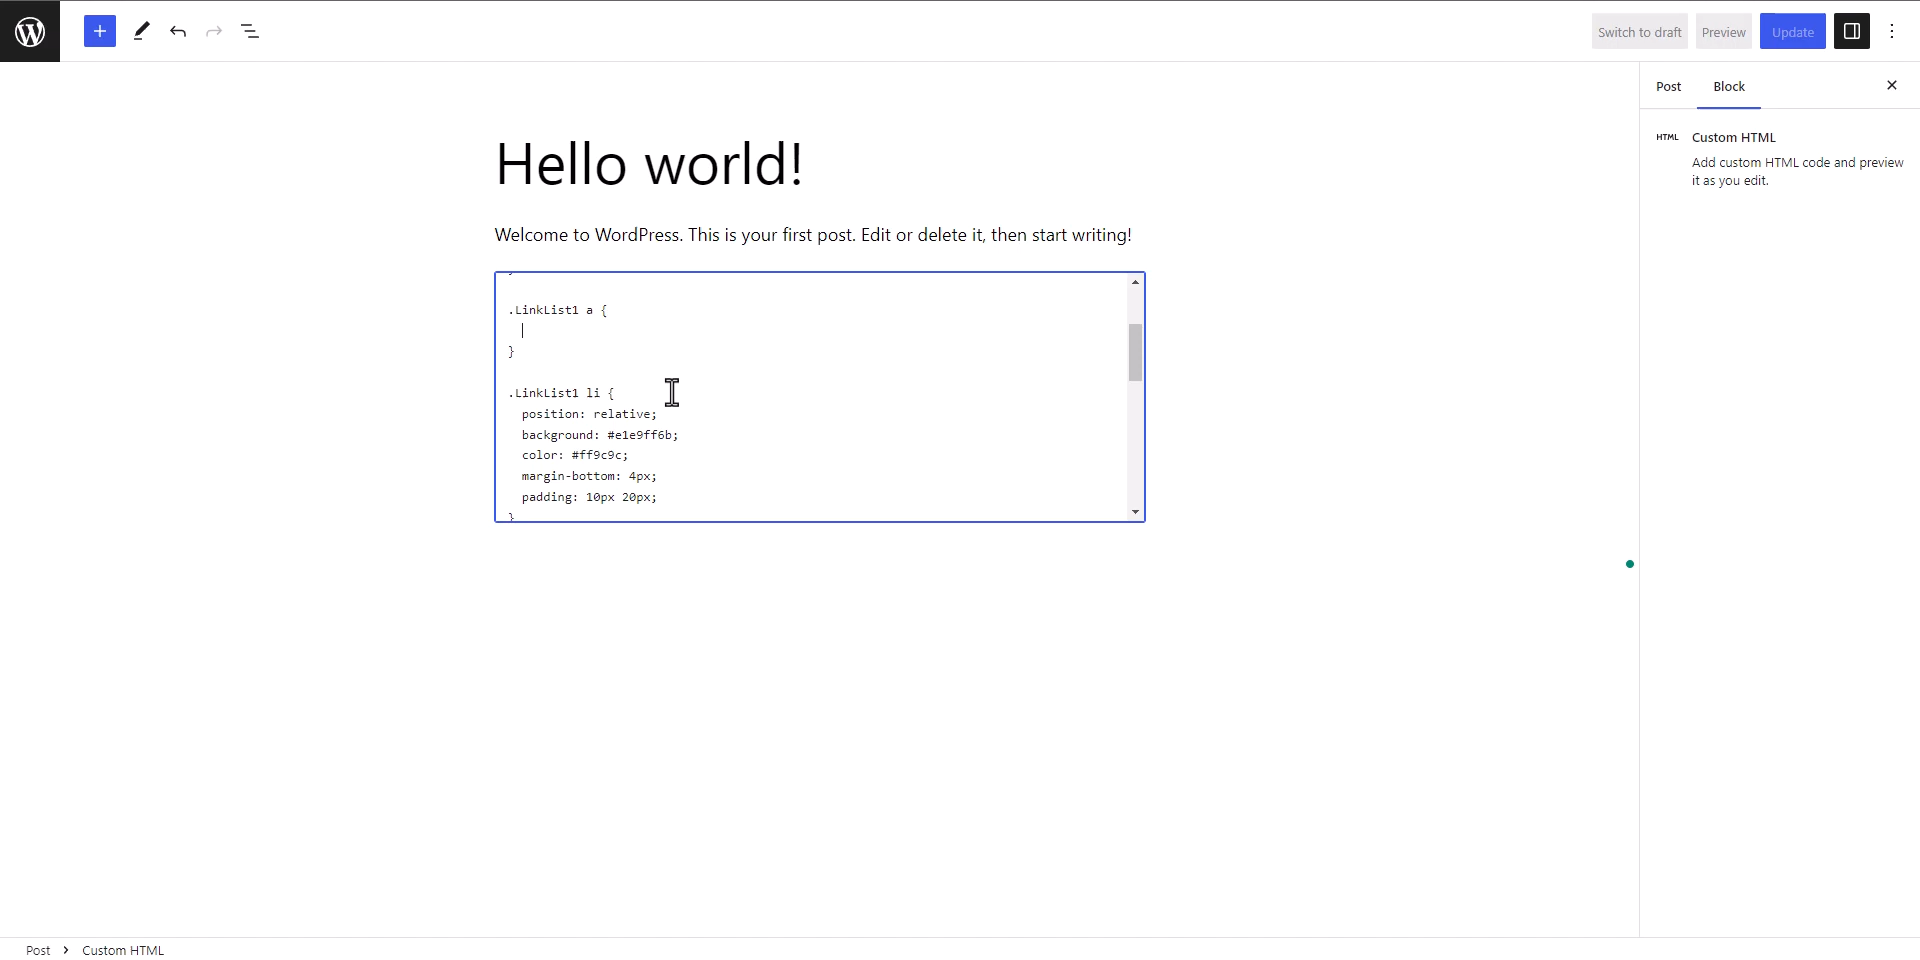 Switch to draft Preview Update
Post Block
HTML Custom HTML
Add custom HTML code and preview
it as you edit.
Hello world!
Welcome to WordPress. This is your first post. Edit or delete it, then start writing!
}
.LinkList1 a {
}
.LinkList1 li {
position: relative;
background: #e1e9ff6b;
color: #ff9c9c;
margin-bottom: 4px;
padding: 10px 20px;
}
Post > Custom HTML